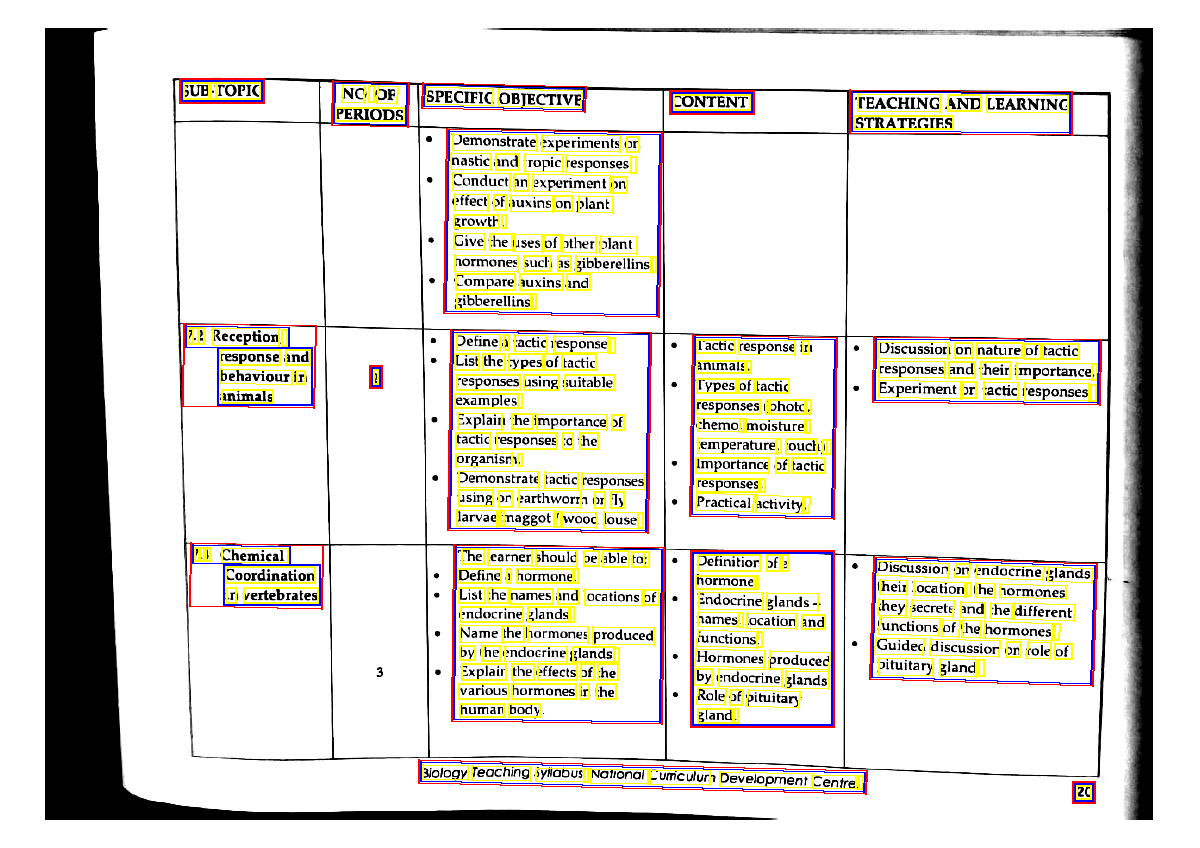 SUB-TOPIC
NO. OF
PERIODS
SPECIFIC OBJECTIVE
CONTENT
TEACHING AND LEARNING
STRATEGIES
• Demonstrate experiments on
nastic and tropic responses
• Conduct an experiment on
effect of auxins on plant
growth.
• Give the uses of other plant
hormones such as gibberellins
• Compare auxins and
gibberellins
7.2 Reception,
response and
behaviour in
animals
• Define a tactic response
• List the types of tactic
responses using suitable
examples
• Explain the importance of
tactic responses to the
organism.
• Demonstrate tactic responses
using on earthworm or fly
larvae maggot / wood louse
• Tactic response in
animals.
• Types of tactic
responses (photo,
chemo, moisture
temperature, touch)
• Importance of tactic
responses
• Practical activity.
• Discussion on nature of tactic
responses and their importance.
• Experiment on tactic responses
Chemical
Coordination
in vertebrates
3
The learner should be able to:
• Define a hormone.
• List the names and locations of
endocrine glands
• Name the hormones produced
by the endocrine glands
• Explain the effects of the
various hormones in the
human body.
• Definition of a
hormone
• Endocrine glands –
names, location and
functions.
• Hormones produced
by endocrine glands
• Role of pituitary
gland.
• Discussion on endocrine glands
their location, the hormones
they secrete and the different
functions of the hormones
• Guided discussion on role of
pituitary gland
Biology Teaching Syllabus, National Curriculum Development Centre.
20